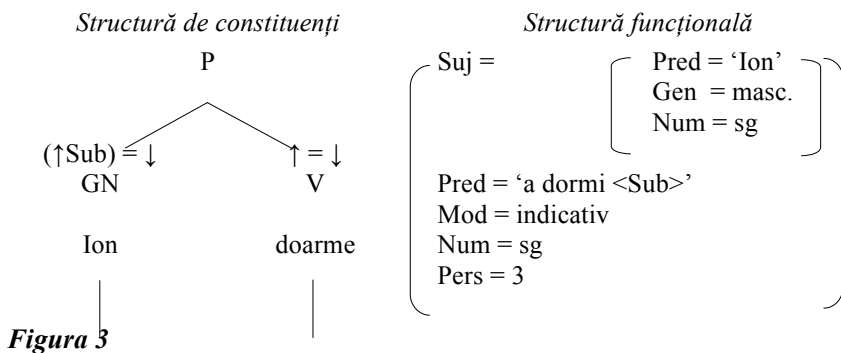 Structură de constituenți
Structură funcțională
P
(↑Sub) = ↓
↑ = ↓
GN
V
Ion
doarme
Suj =
Pred = ‘Ion’
Gen = masc.
Num = sg
Pred = ‘a dormi <Sub>’
Mod = indicativ
Num = sg
Pers = 3
Figura 3